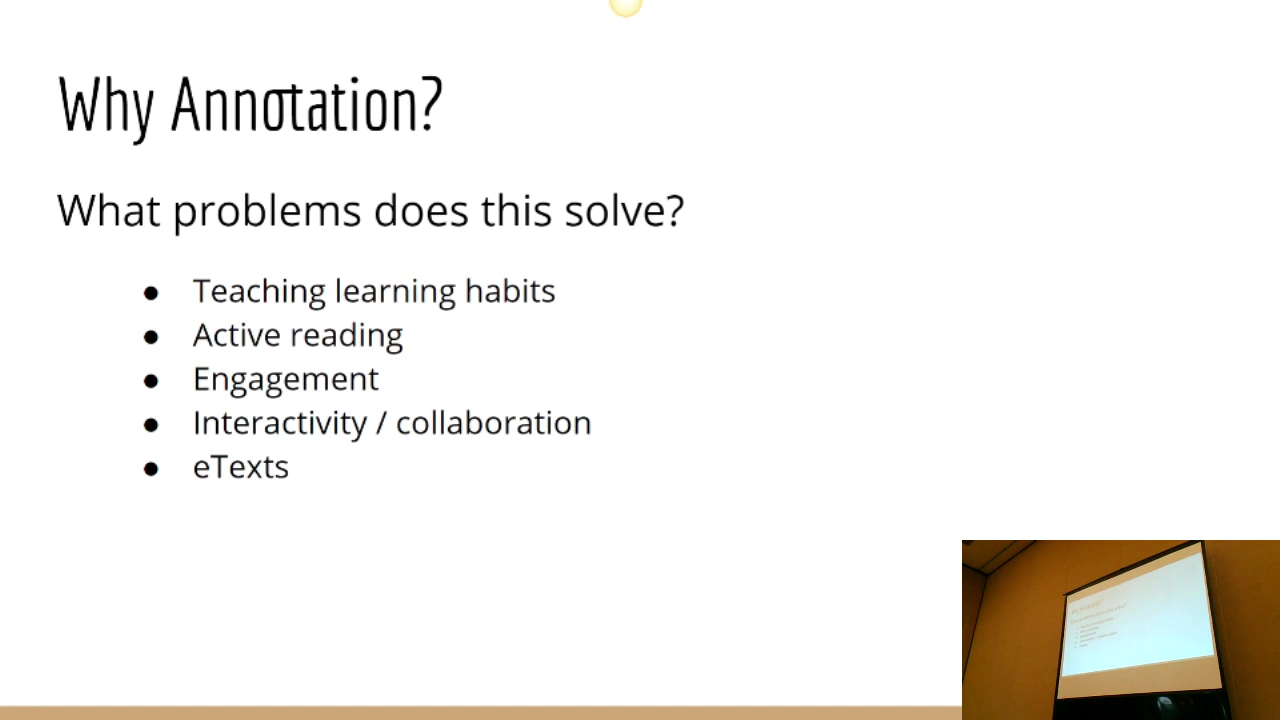 Why Annotation?
What problems does this solve?
● Teaching learning habits
● Active reading
● Engagement
● Interactivity / collaboration
● eTexts